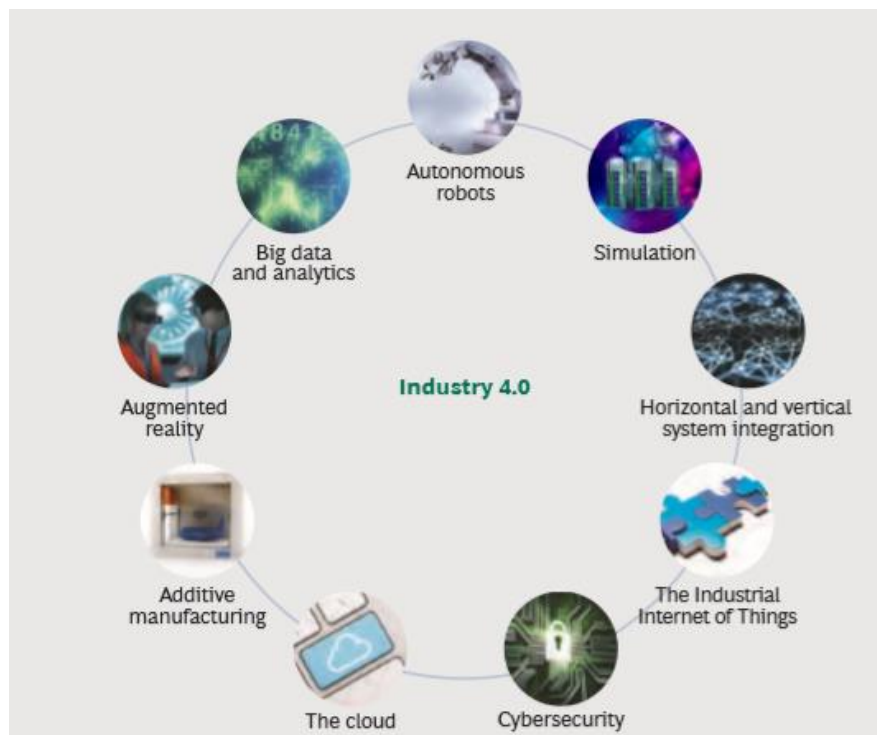 Autonomous
robots
Simulation
Horizontal and vertical
system integration
The Industrial
Internet of Things
Cybersecurity
The cloud
Additive
manufacturing
Augmented
reality
Big data
and analytics
Industry 4.0